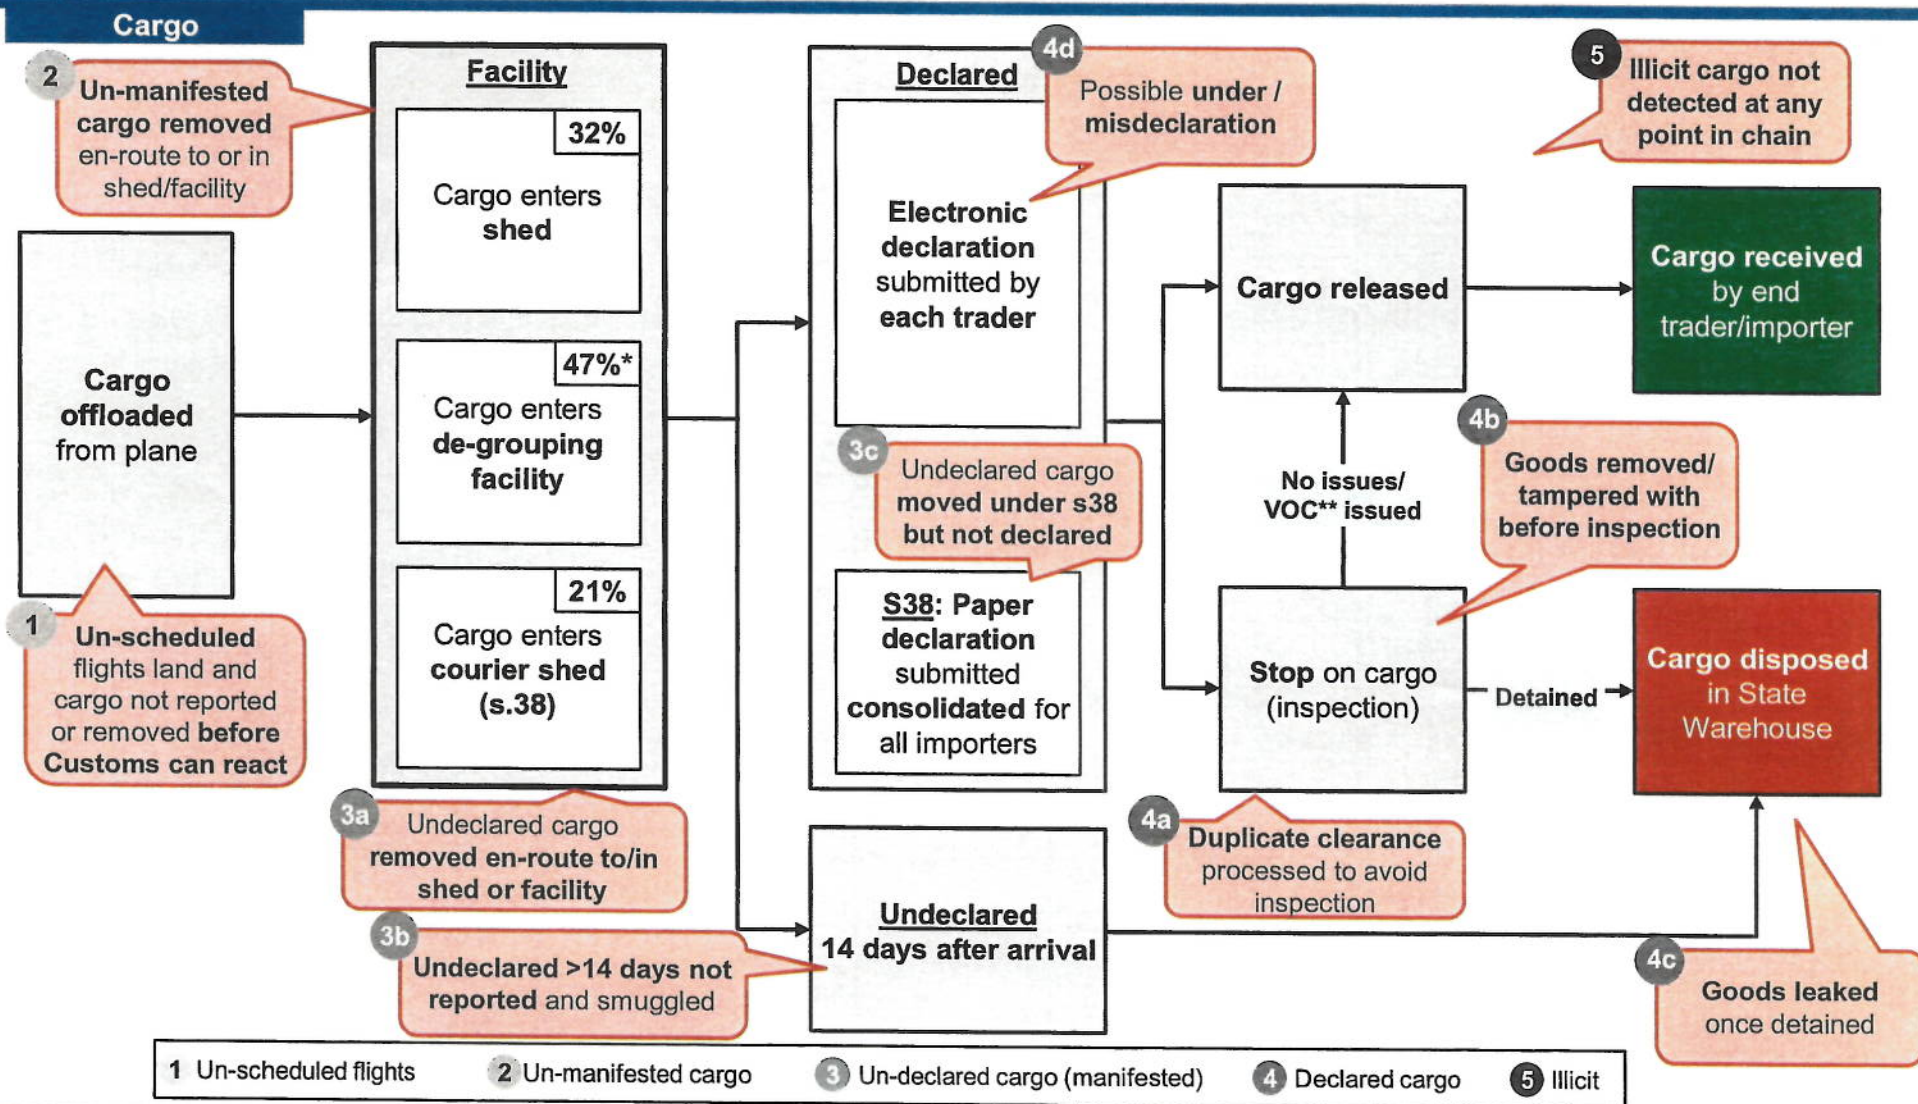 Cargo
2
Un-manifested
cargo removed
en-route to or in
shed/facility
Cargo
offloaded
from plane
1
Un-scheduled
flights land and
cargo not reported
or removed before
Customs can react
Facility
32%
Cargo enters
shed
47%*
Cargo enters
de-grouping
facility
21%
Cargo enters
courier shed
(s.38)
3a
Undeclared cargo
removed en-route to/in
shed or facility
3b
Undeclared >14 days not
reported and smuggled
Declared
4d
Possible under /
misdeclaration
Electronic
declaration
submitted by
each trader
3c
Undeclared cargo
moved under s38
but not declared
S38: Paper
declaration
submitted
consolidated for
all importers
Undeclared
14 days after arrival
5
Illicit cargo not
detected at any
point in chain
Cargo released
Cargo received
by end
trader/importer
No issues/
VOC** issued
4b
Goods removed/
tampered with
before inspection
Stop on cargo
(inspection)
Detained
Cargo disposed
in State
Warehouse
4a
Duplicate clearance
processed to avoid
inspection
4c
Goods leaked
once detained
1 Un-scheduled flights
2 Un-manifested cargo
3 Un-declared cargo (manifested)
4 Declared cargo
5 Illicit